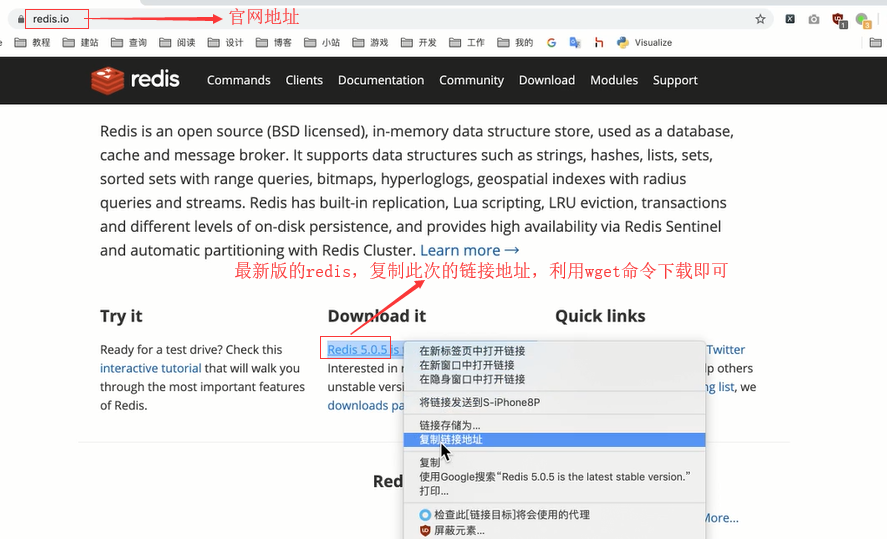 redis.io
官网地址
1
3
教程 建站 查询 阅读 设计 博客 小站 游戏 开发 工作 我的 Visualize
redis Commands Clients Documentation Community Download Modules Support
Redis is an open source (BSD licensed), in-memory data structure store, used as a database,
cache and message broker. It supports data structures such as strings, hashes, lists, sets,
sorted sets with range queries, bitmaps, hyperloglogs, geospatial indexes with radius
queries and streams. Redis has built-in replication, Lua scripting, LRU eviction, transactions
and different levels of on-disk persistence, and provides high availability via Redis Sentinel
and automatic partitioning with Redis Cluster. Learn more →
最新版的redis，复制此次的链接地址，利用wget命令下载即可
Try it
Ready for a test drive? Check this
interactive tutorial that will walk you
through the most important features
of Redis.
Download it
Redis 5.0.5 is
Interested in
unstable versi
downloads pa
Quick links
Twitter
lp others
ng list, we
在新标签页中打开链接
在新窗口中打开链接
在隐身窗口中打开链接
将链接发送到S-iPhone8P
链接存储为...
复制链接地址
复制
使用Google搜索“Redis 5.0.5 is the latest stable version.”
打印...
检查此[链接目标]将会使用的代理
屏蔽元素...
Red
More...